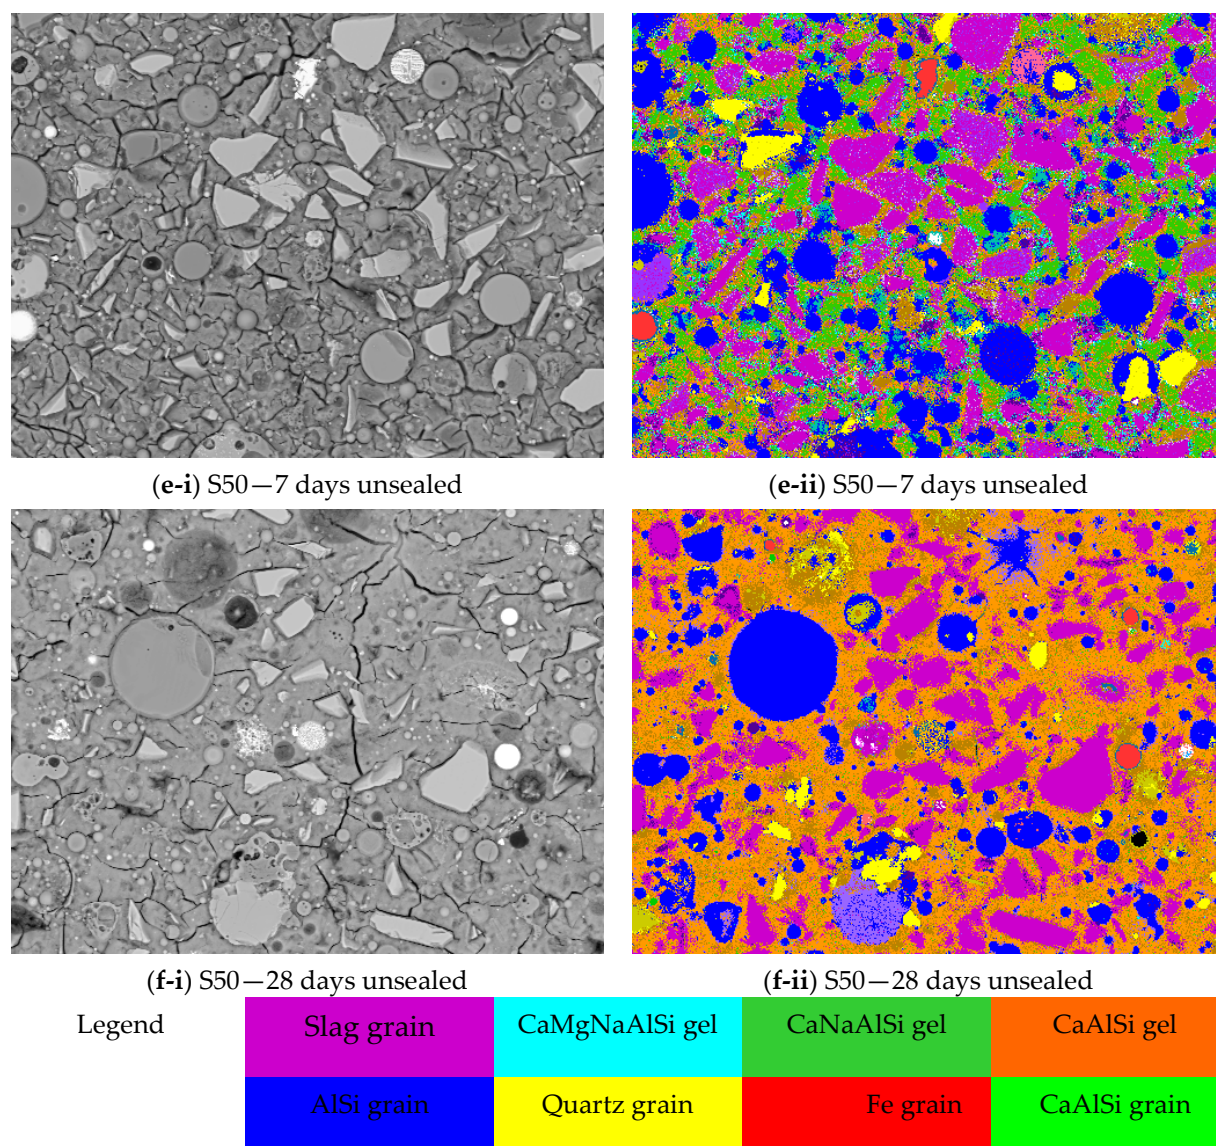 (e-i) S50—7 days unsealed
(e-ii) S50—7 days unsealed
(f-i) S50—28 days unsealed
(f-ii) S50—28 days unsealed
Legend
Slag grain
CaMgNaAlSi gel
CaNaAlSi gel
CaAlSi gel
AlSi grain
Quartz grain
Fe grain
CaAlSi grain